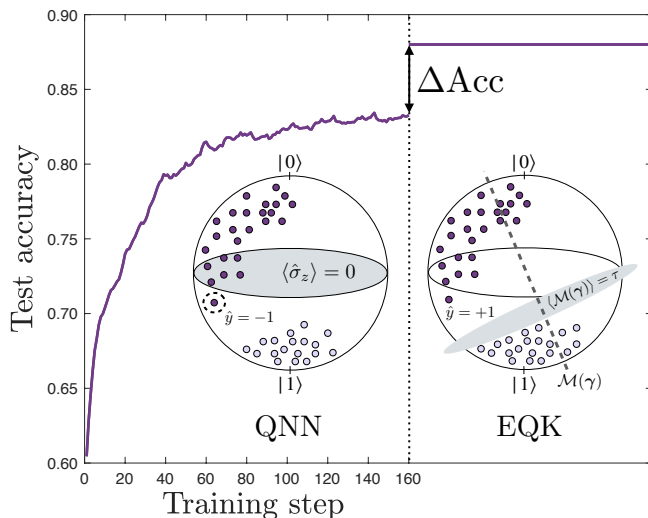 0.90
0.85
0.80
0.75
0.70
0.65
0.60
Test accuracy
ΔAcc
|0⟩
|0⟩
⟨σ̂z⟩ = 0
⟨M(γ)⟩ = τ
ŷ = −1
ŷ = +1
|1⟩
|1⟩
M(γ)
QNN
EQK
0 20 40 60 80 100 120 140 160
Training step